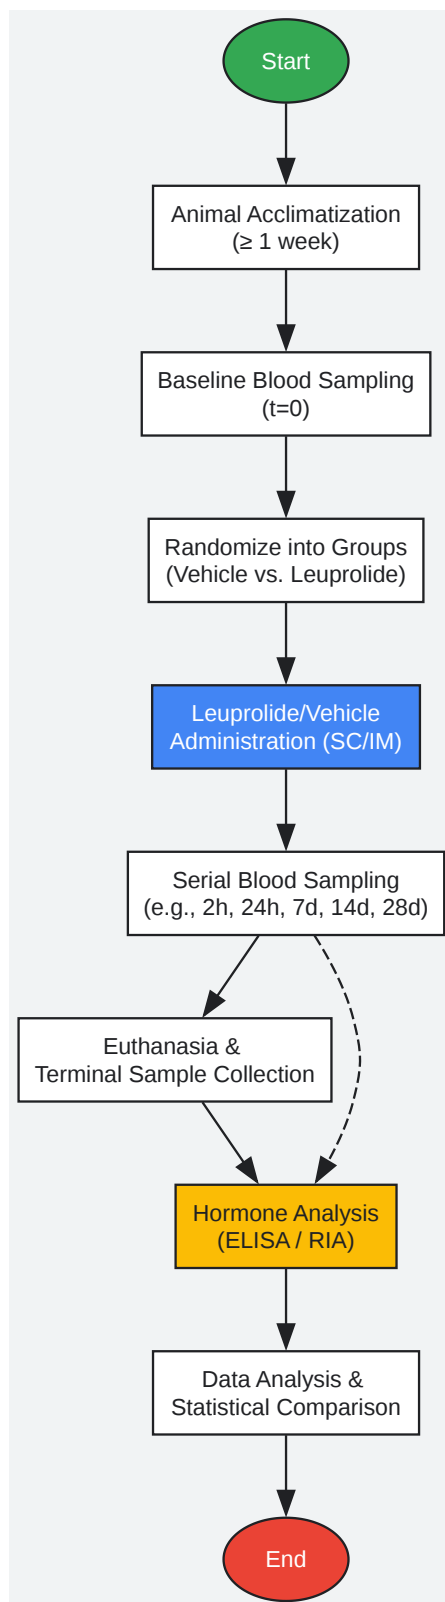 Start
Animal Acclimatization
(≥ 1 week)
Baseline Blood Sampling
(t=0)
Randomize into Groups
(Vehicle vs. Leuprolide)
Leuprolide/Vehicle
Administration (SC/IM)
Serial Blood Sampling
(e.g., 2h, 24h, 7d, 14d, 28d)
Euthanasia &
Terminal Sample Collection
Hormone Analysis
(ELISA / RIA)
Data Analysis &
Statistical Comparison
End